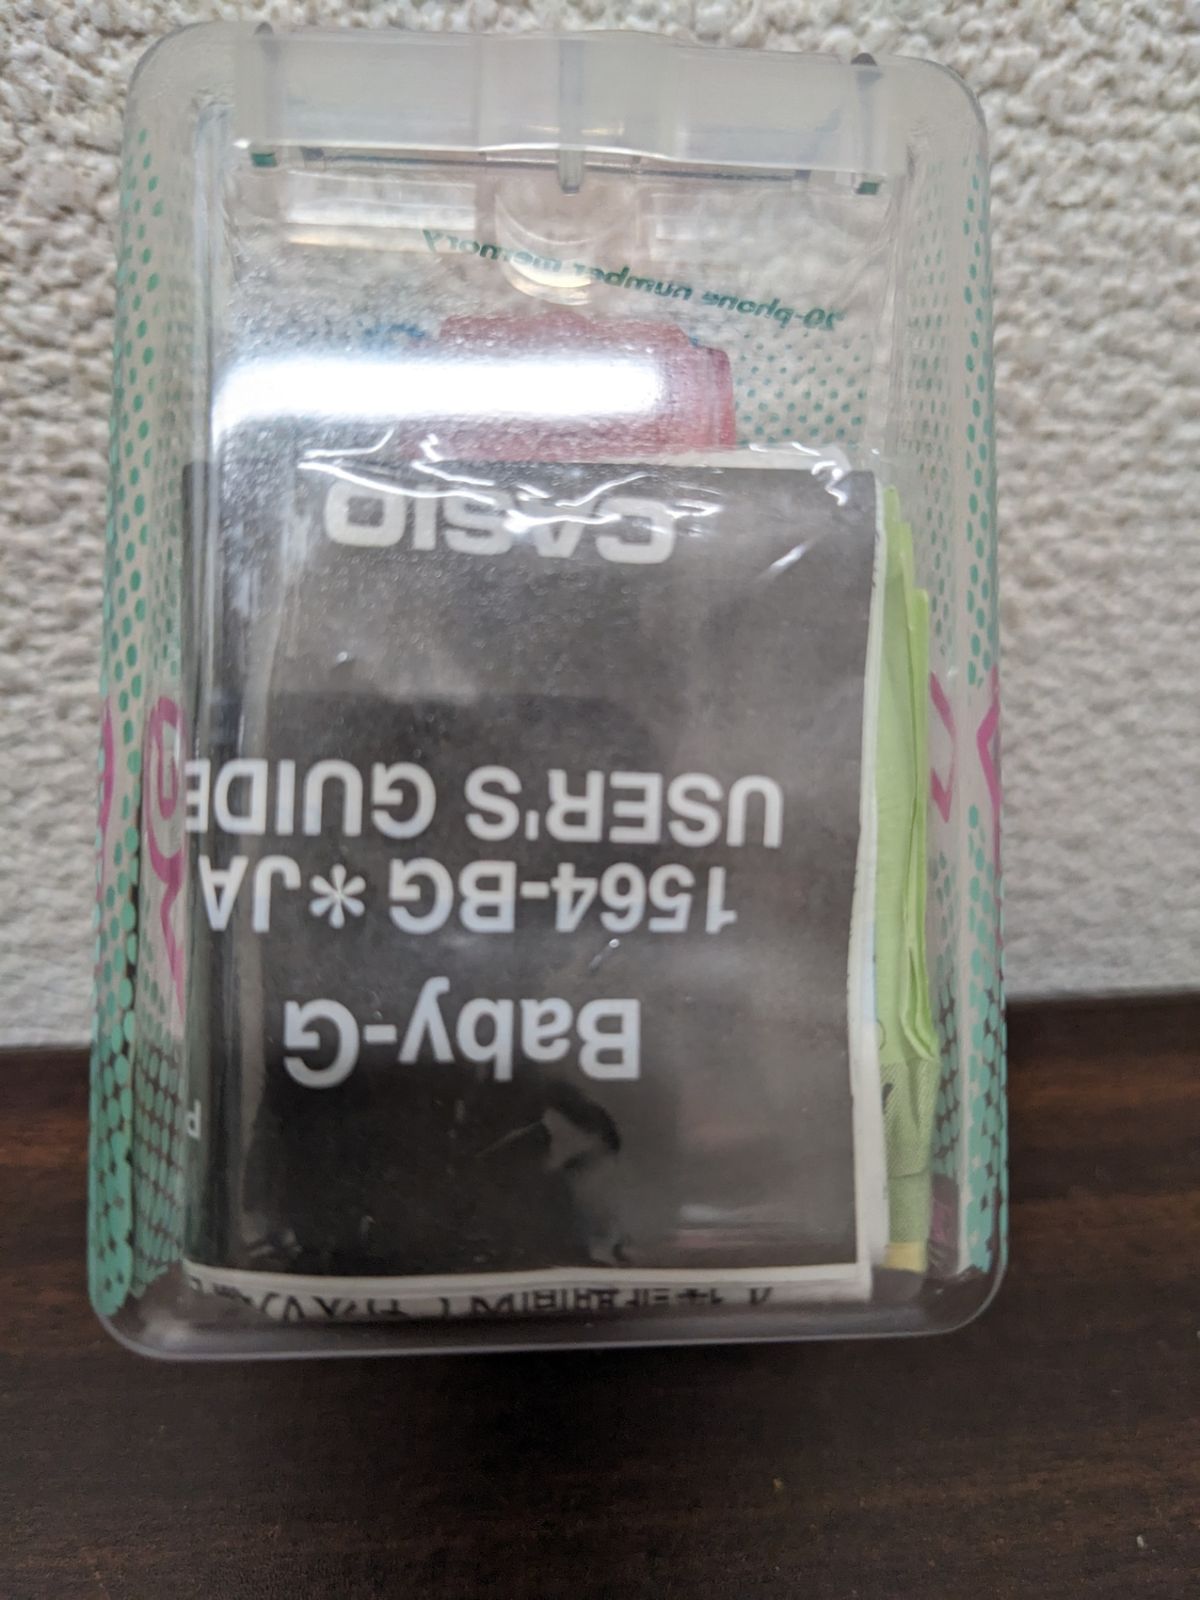 Baby-G
1564-BG*JA
USER'S GUIDE
CASIO
20-phone number memory